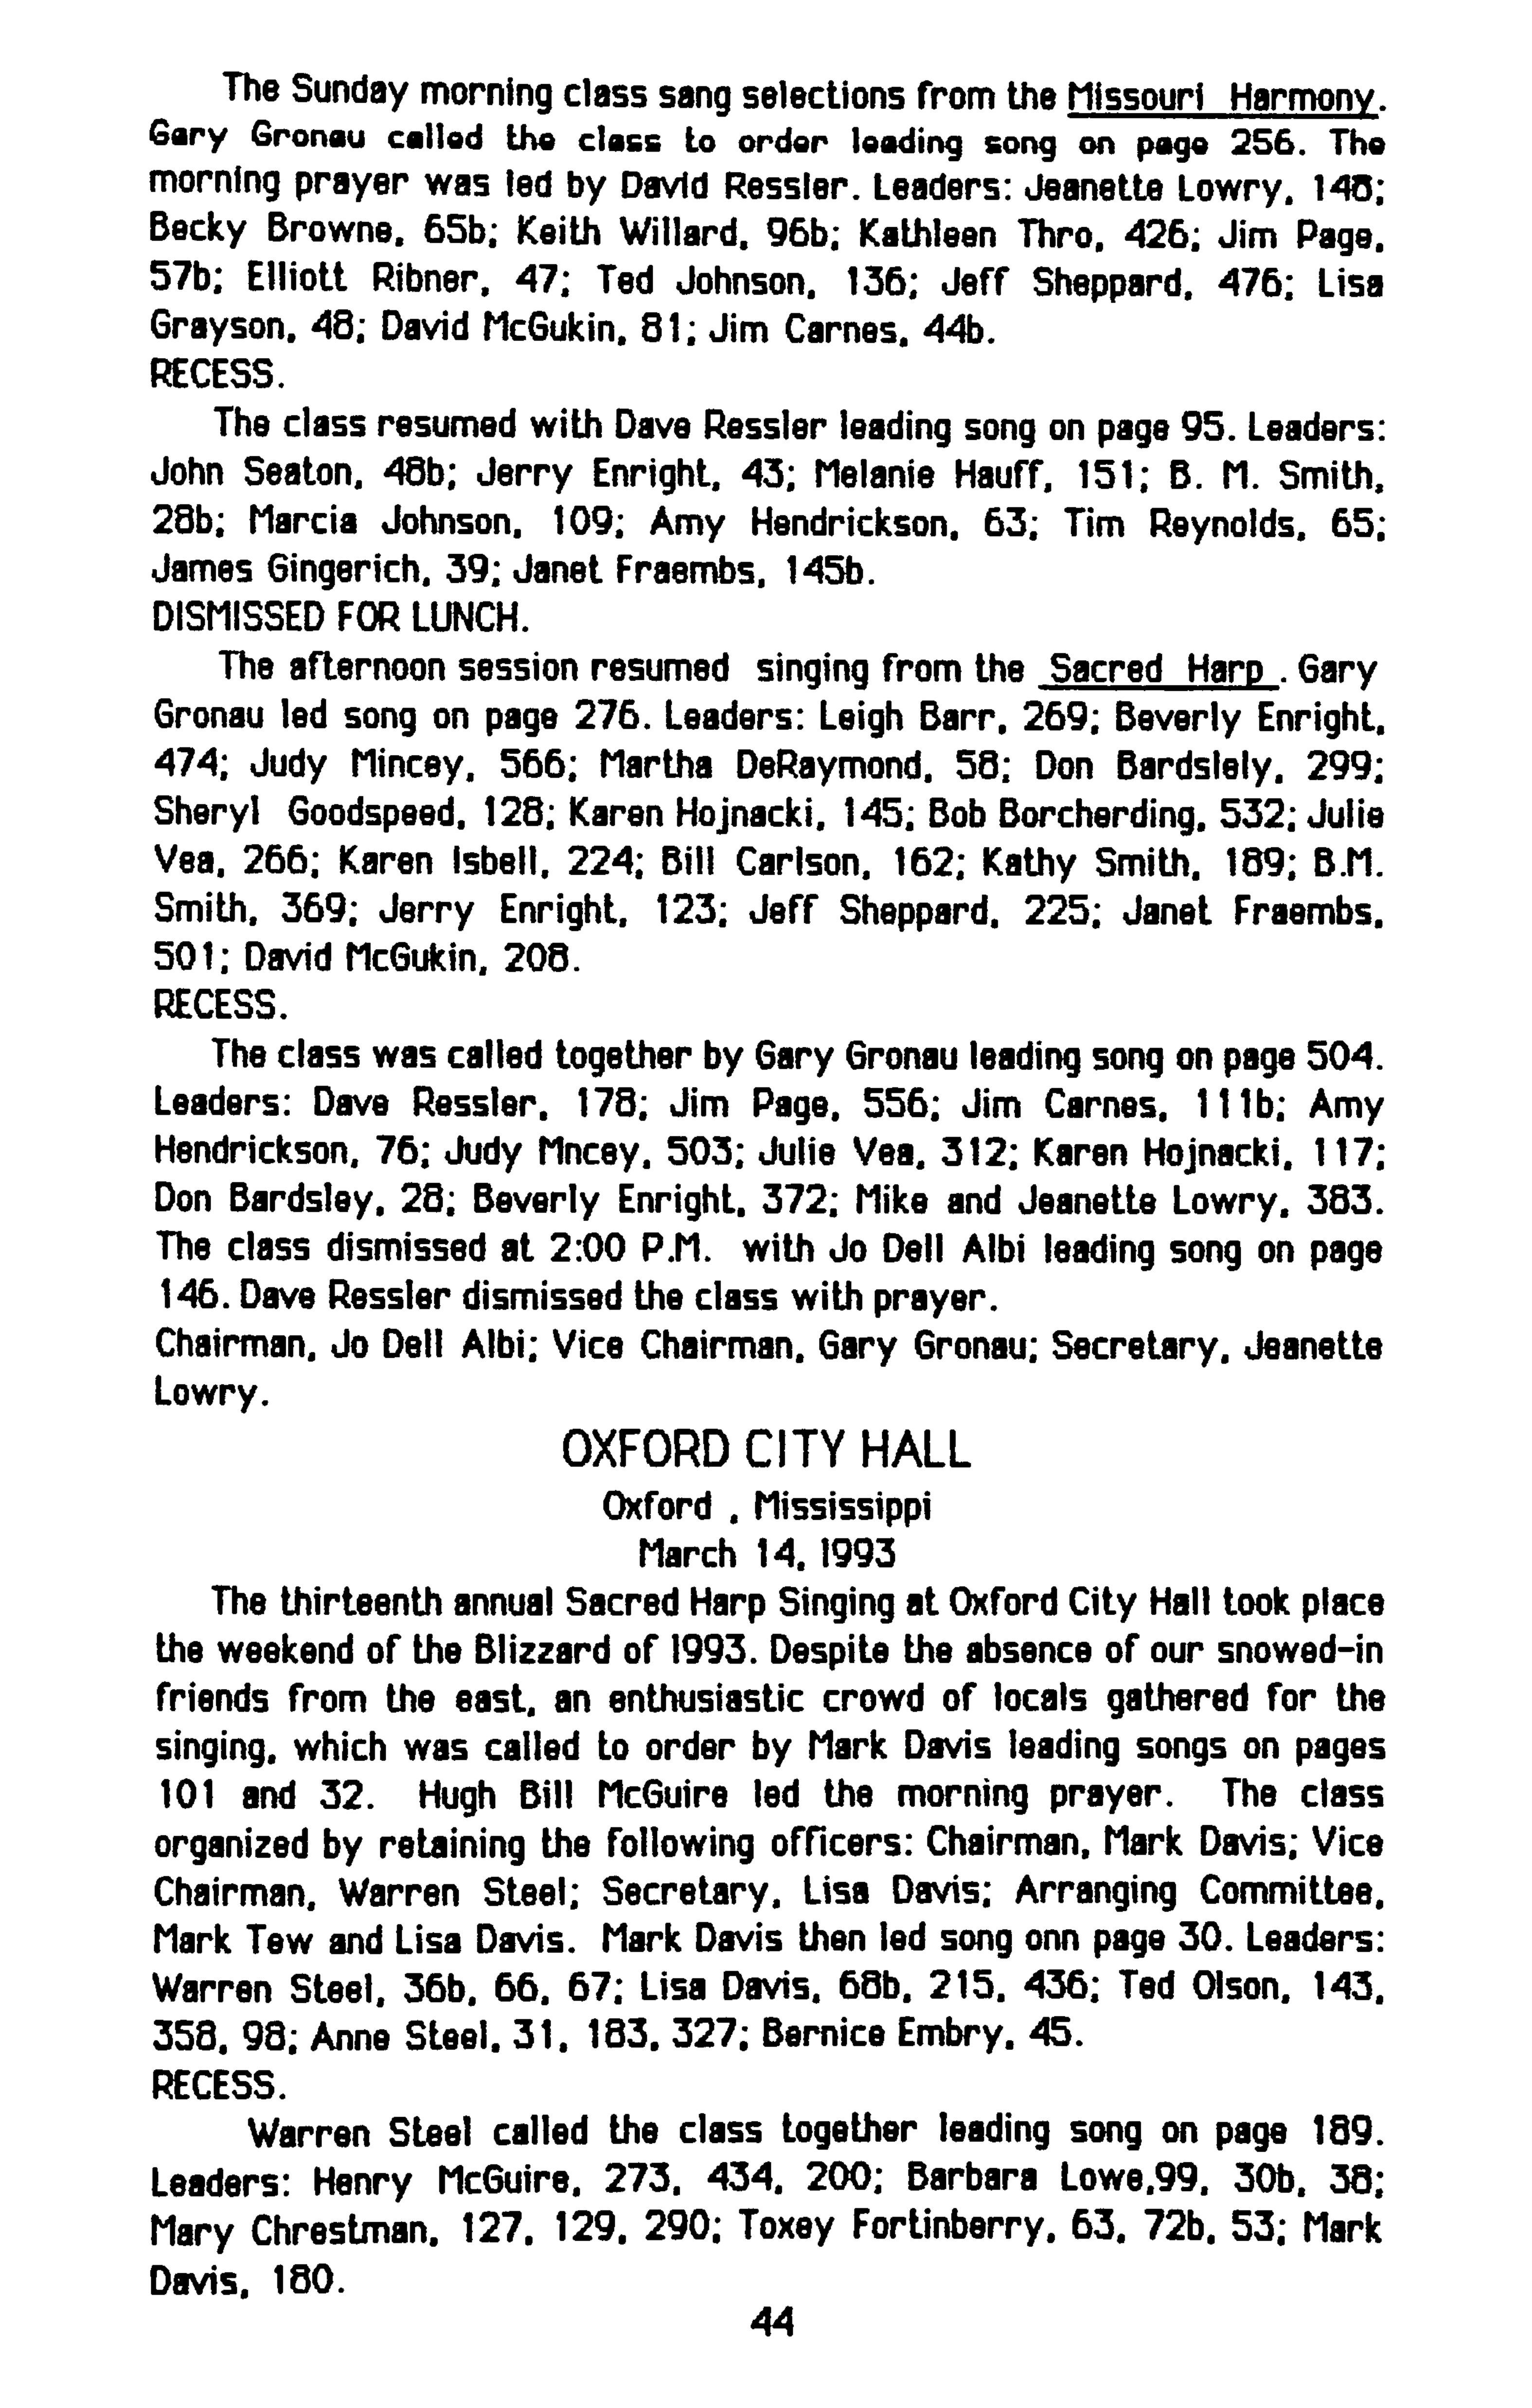 The Sunday morning class sang selections from the Missouri Harmony.
Gary Gronau called the class to order leading song on page 256. The
morning prayer was led by David Ressler. Leaders: Jeanette Lowry, 148;
Becky Browne, 65b; Keith Willard, 96b; Kathleen Thro, 426; Jim Page,
57b; Elliott Ribner, 47; Ted Johnson, 136; Jeff Sheppard, 476; Lisa
Grayson, 48; David McGukin, 81; Jim Carnes, 44b.
RECESS.
The class resumed with Dave Ressler leading song on page 95. Leaders:
John Seaton, 48b; Jerry Enright, 43; Melanie Hauff, 151; B. M. Smith,
28b; Marcia Johnson, 109; Amy Hendrickson, 63; Tim Reynolds, 65;
James Gingerich, 39; Janet Fraembs, 145b.
DISMISSED FOR LUNCH.
The afternoon session resumed singing from the Sacred Harp . Gary
Gronau led song on page 276. Leaders: Leigh Barr, 269; Beverly Enright,
474; Judy Mincey, 566; Martha DeRaymond, 58; Don Bardslely, 299;
Sheryl Goodspeed, 128; Karen Hojnacki, 145; Bob Borcherding, 532; Julie
Vea, 266; Karen Isbell, 224; Bill Carlson, 162; Kathy Smith, 189; B.M.
Smith, 369; Jerry Enright, 123; Jeff Sheppard, 225; Janet Fraembs,
501; David McGukin, 208.
RECESS.
The class was called together by Gary Gronau leading song on page 504.
Leaders: Dave Ressler, 178; Jim Page, 556; Jim Carnes, 111b; Amy
Hendrickson, 76; Judy Mncey, 503; Julie Vea, 312; Karen Hojnacki, 117;
Don Bardsley, 28; Beverly Enright, 372; Mike and Jeanette Lowry, 383.
The class dismissed at 2:00 P.M. with Jo Dell Albi leading song on page
146. Dave Ressler dismissed the class with prayer.
Chairman, Jo Dell Albi; Vice Chairman, Gary Gronau; Secretary, Jeanette
Lowry.
OXFORD CITY HALL
Oxford , Mississippi
March 14, 1993
The thirteenth annual Sacred Harp Singing at Oxford City Hall took place
the weekend of the Blizzard of 1993. Despite the absence of our snowed-in
friends from the east, an enthusiastic crowd of locals gathered for the
singing, which was called to order by Mark Davis leading songs on pages
101 and 32. Hugh Bill McGuire led the morning prayer. The class
organized by retaining the following officers: Chairman, Mark Davis; Vice
Chairman, Warren Steel; Secretary, Lisa Davis; Arranging Committee,
Mark Tew and Lisa Davis. Mark Davis then led song onn page 30. Leaders:
Warren Steel, 36b, 66, 67; Lisa Davis, 68b, 215, 436; Ted Olson, 143,
358, 98; Anne Steel, 31, 183, 327; Bernice Embry, 45.
RECESS.
Warren Steel called the class together leading song on page 189.
Leaders: Henry McGuire, 273, 434, 200; Barbara Lowe,99, 30b, 38;
Mary Chrestman, 127, 129, 290; Toxey Fortinberry, 63, 72b, 53; Mark
Davis, 180.
44